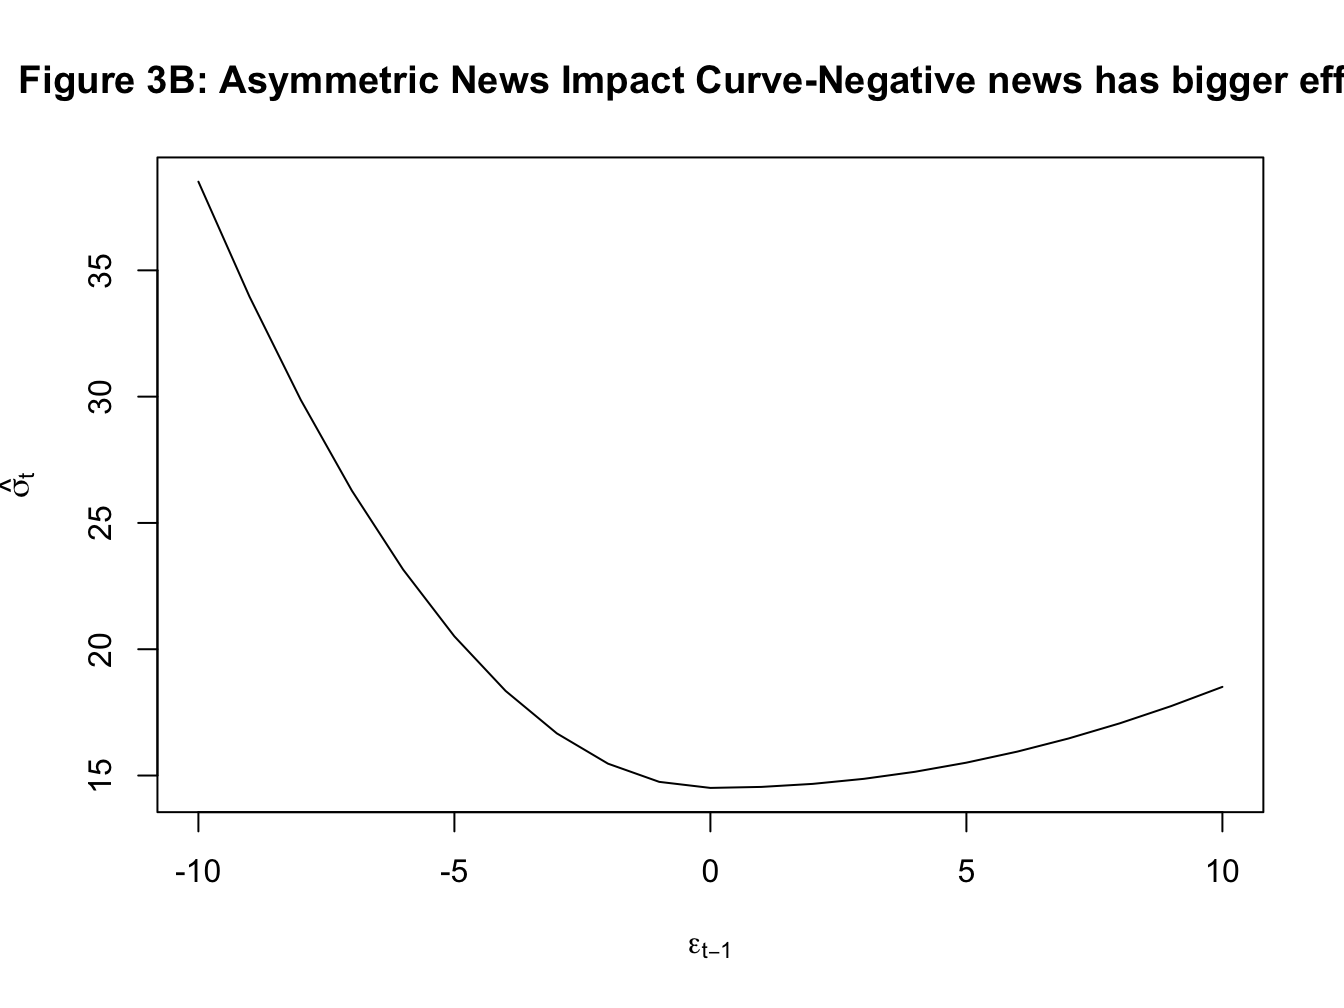 Figure 3B: Asymmetric News Impact Curve-Negative news has bigger eff
35
30
25
20
15
σ̂t
-10 -5 0 5 10
εt−1